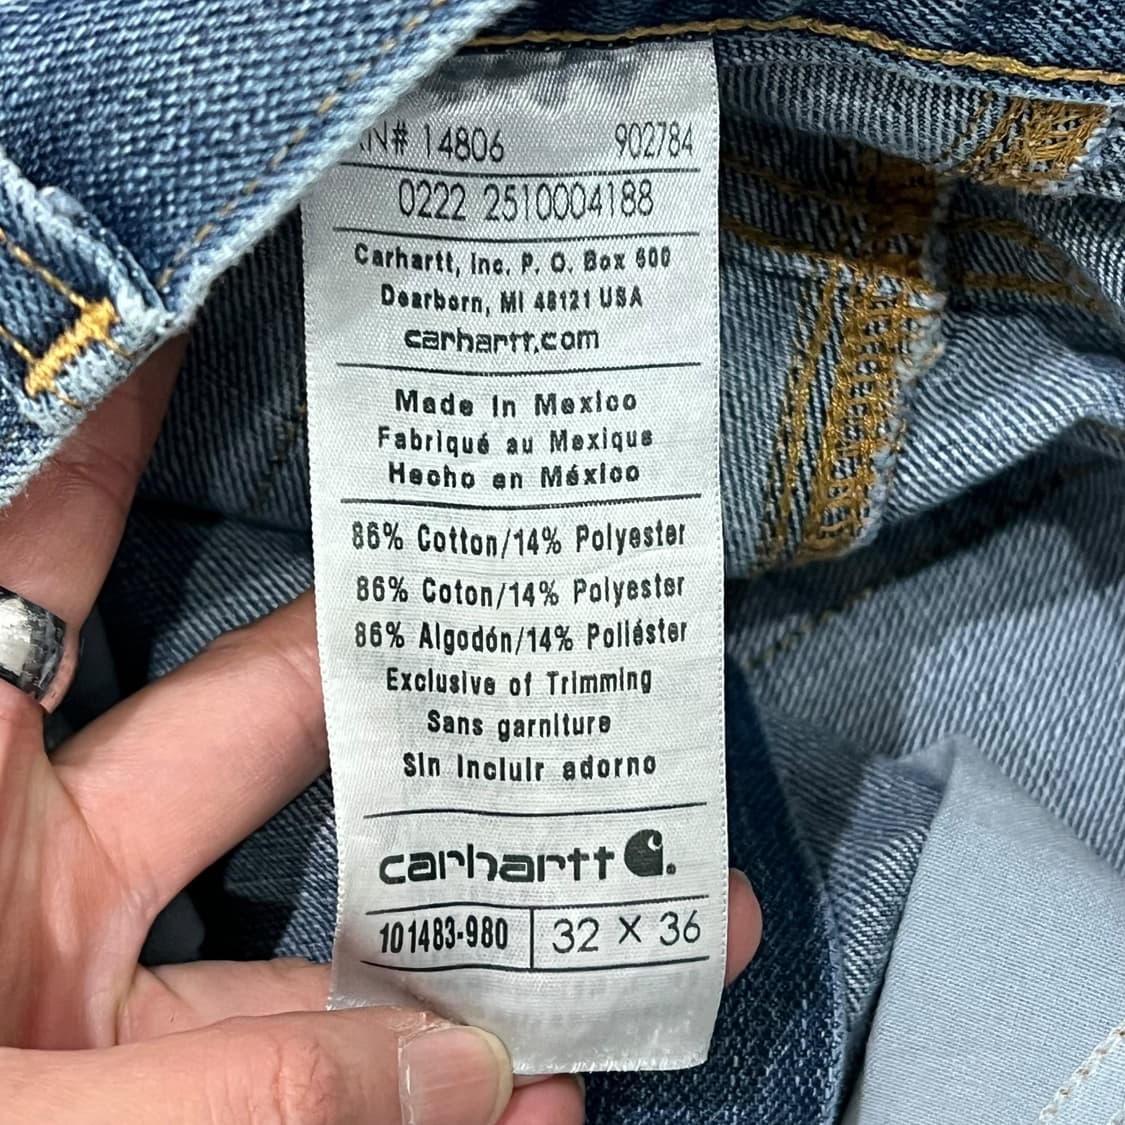 N# 14806 902784
0222 2510004188
Carhartt, Inc. P. O. Box 600
Dearborn, MI 48121 USA
carhartt.com
Made In Mexico
Fabriqué au Mexique
Hecho en México
86% Cotton/14% Polyester
86% Coton/14% Polyester
86% Algodón/14% Poliéster
Exclusive of Trimming
Sans garniture
Sin Incluir adorno
carhartt
101483-980 32 X 36